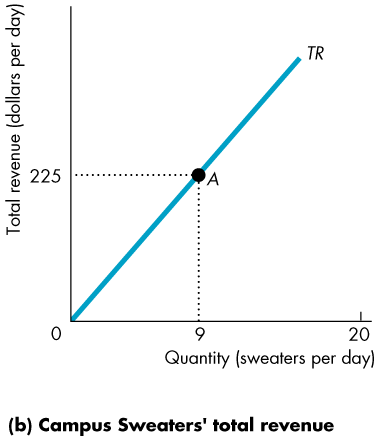 Total revenue (dollars per day)
TR
225
A
0
9
20
Quantity (sweaters per day)
(b) Campus Sweaters' total revenue